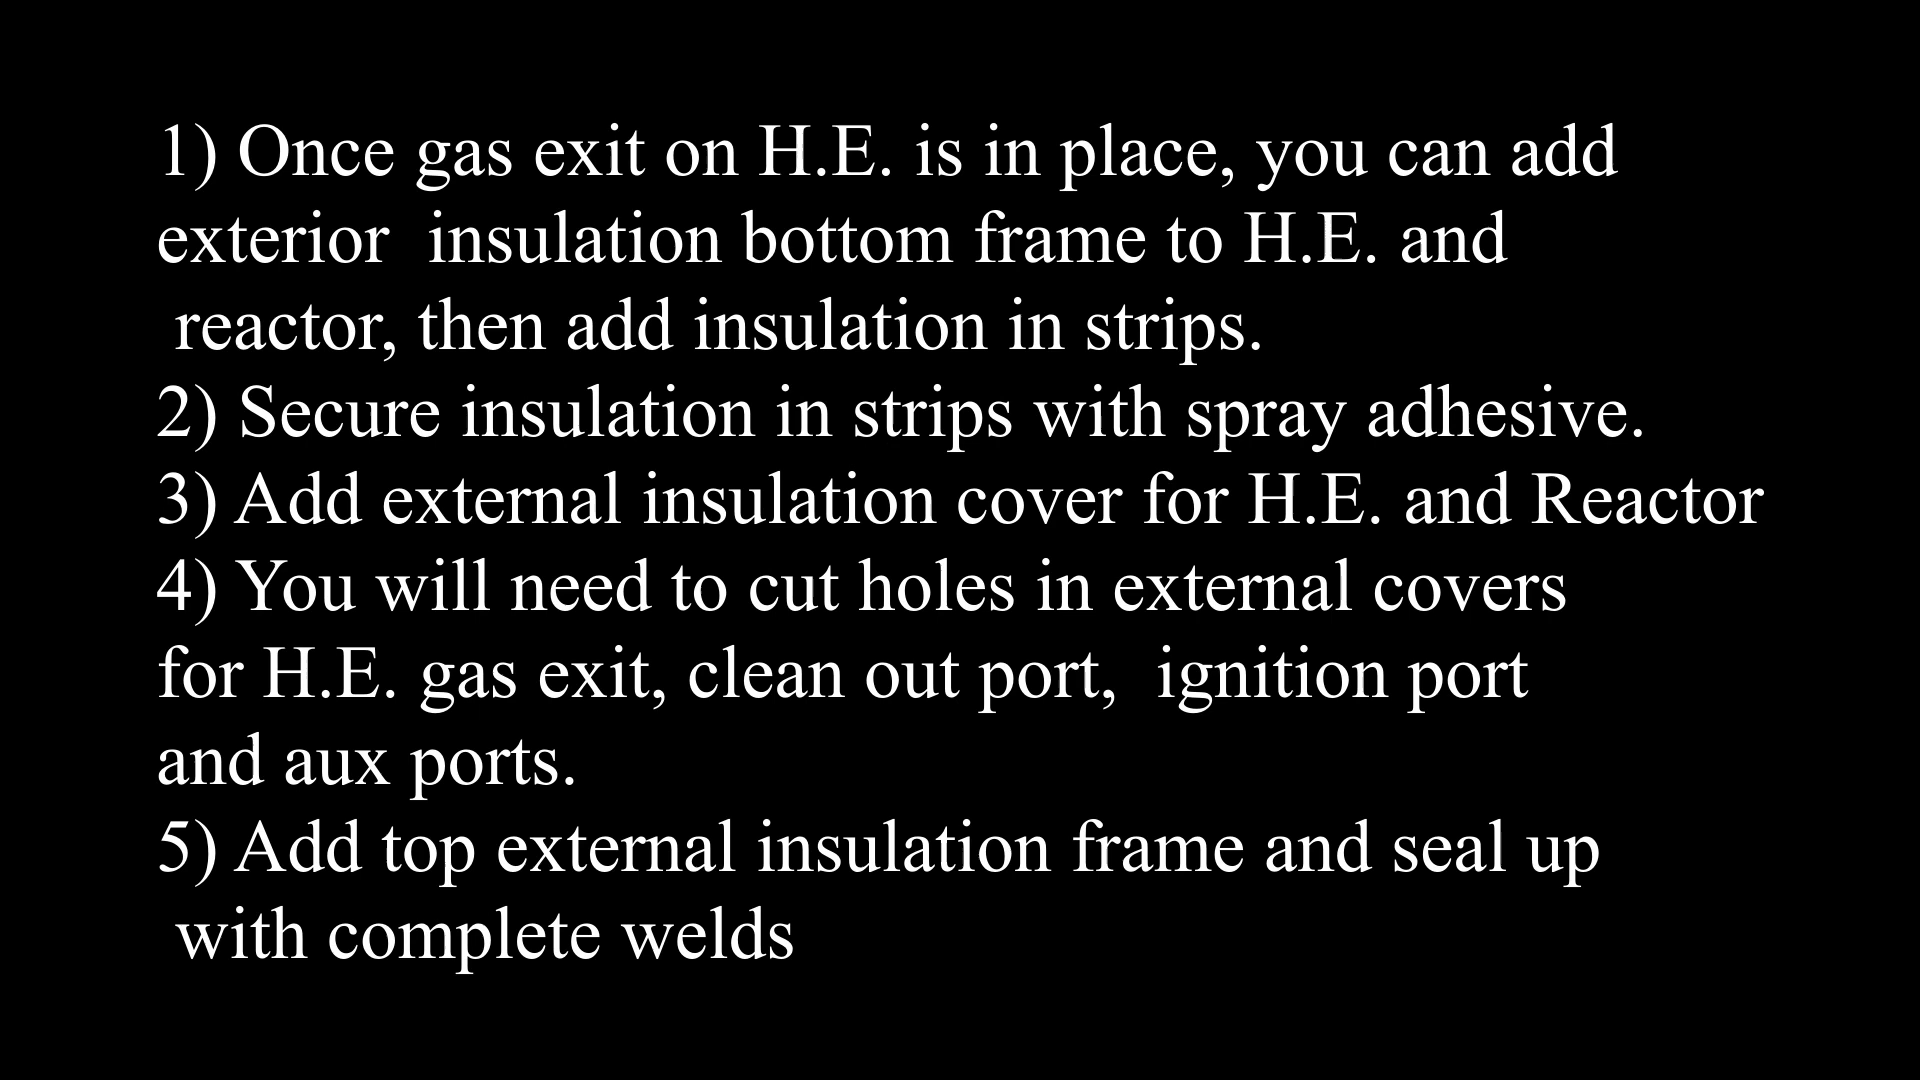 1) Once gas exit on H.E. is in place, you can add
exterior  insulation bottom frame to H.E. and
reactor, then add insulation in strips.
2) Secure insulation in strips with spray adhesive.
3) Add external insulation cover for H.E. and Reactor
4) You will need to cut holes in external covers
for H.E. gas exit, clean out port,  ignition port
and aux ports.
5) Add top external insulation frame and seal up
with complete welds